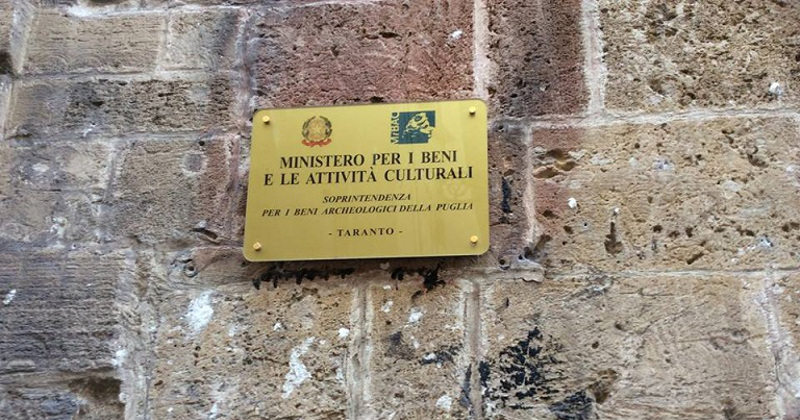 MiBAC
MINISTERO PER I BENI
E LE ATTIVITÀ CULTURALI
SOPRINTENDENZA
PER I BENI ARCHEOLOGICI DELLA PUGLIA
- TARANTO -